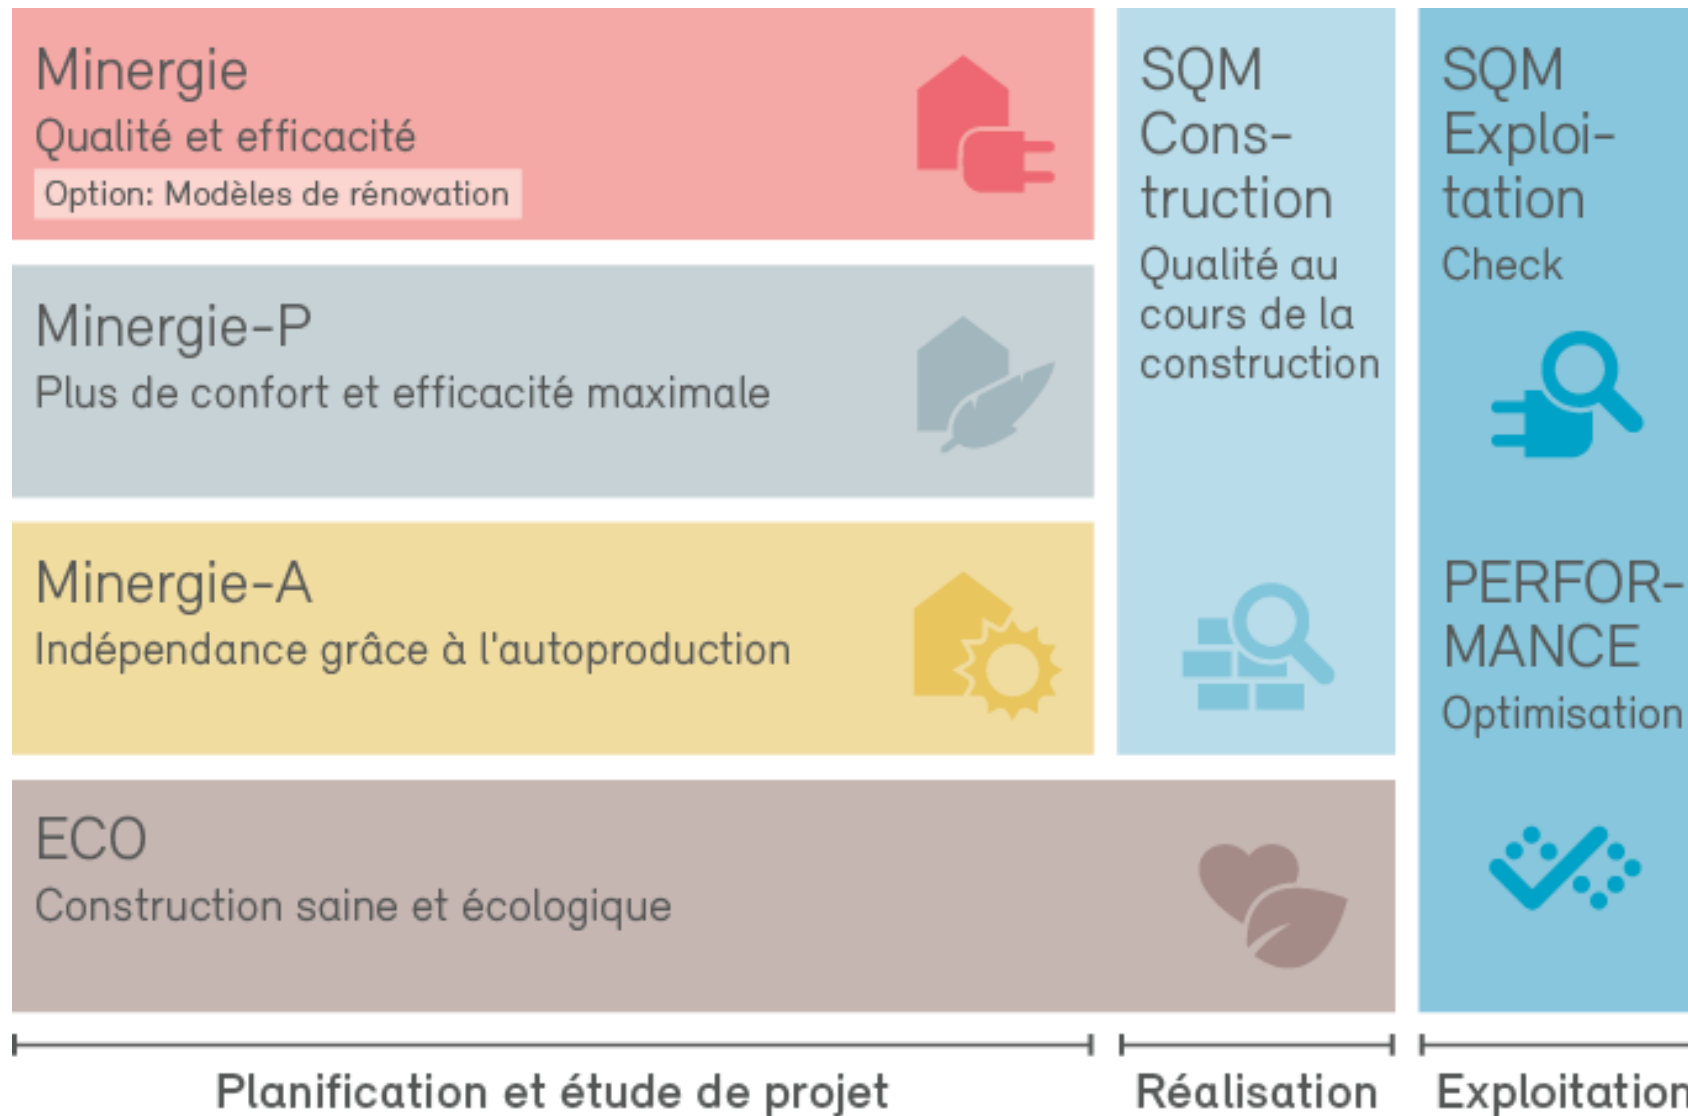 Minergie
Qualité et efficacité
Option: Modèles de rénovation
Minergie-P
Plus de confort et efficacité maximale
Minergie-A
Indépendance grâce à l'autoproduction
ECO
Construction saine et écologique
SQM
Cons-
truction
Qualité au
cours de la
construction
SQM
Exploi-
tation
Check
PERFOR-
MANCE
Optimisation
Planification et étude de projet
Réalisation
Exploitation